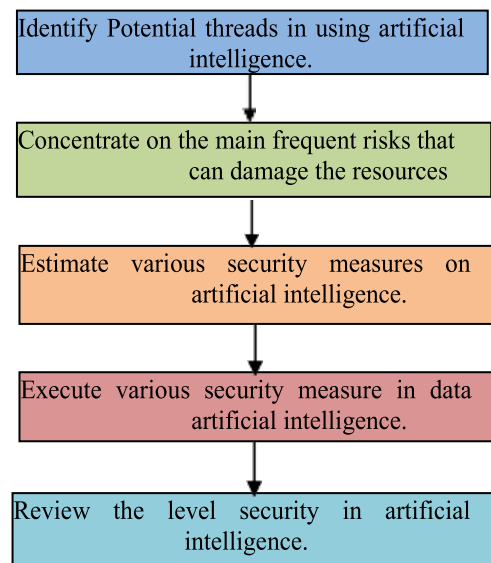 Identify Potential threads in using artificial
intelligence.
Concentrate on the main frequent risks that
can damage the resources
Estimate various security measures on
artificial intelligence.
Execute various security measure in data
artificial intelligence.
Review the level security in artificial
intelligence.